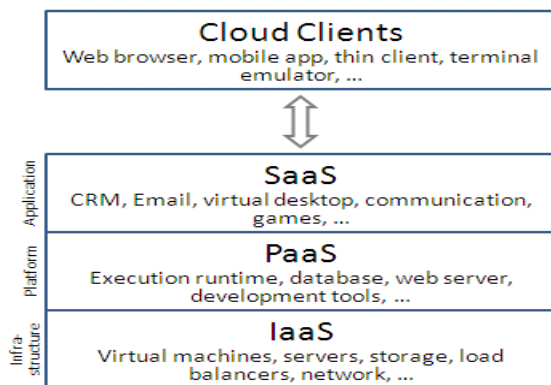 Cloud Clients
Web browser, mobile app, thin client, terminal
emulator, ...
Application
SaaS
CRM, Email, virtual desktop, communication,
games, ...
Platform
PaaS
Execution runtime, database, web server,
development tools, ...
Infra-
structure
IaaS
Virtual machines, servers, storage, load
balancers, network, ...